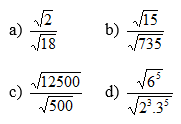 a) √2/√18 b) √15/√735
c) √12500/√500 d) √6⁵/√2³.3⁵